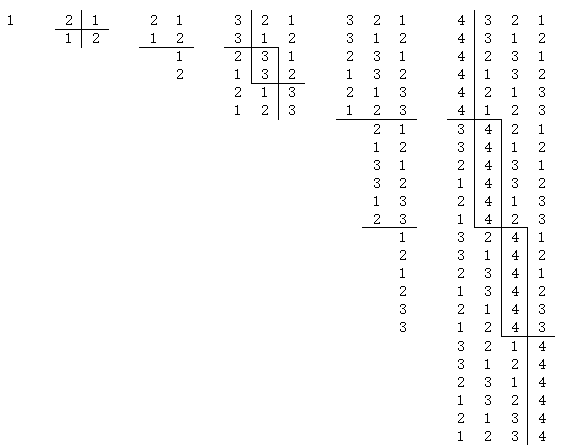 1 2 1 2 1 3 2 1 3 2 1 4 3 2 1
1 2 1 2 3 1 2 3 1 2 4 3 1 2
1 2 3 1 2 3 1 4 2 3 1
2 1 3 2 1 3 2 4 1 3 2
2 1 3 2 1 3 4 2 1 3
1 2 3 1 2 3 4 1 2 3
2 1 3 4 2 1
1 2 3 4 1 2
3 1 2 4 3 1
3 2 1 4 3 2
1 3 2 4 1 3
2 3 1 4 2 3
1 3 2 4 1
2 3 1 4 2
1 2 3 4 1
2 1 3 4 2
3 2 1 4 3
3 1 2 4 3
3 2 1 4
3 1 2 4
2 3 1 4
1 3 2 4
2 1 3 4
1 2 3 4